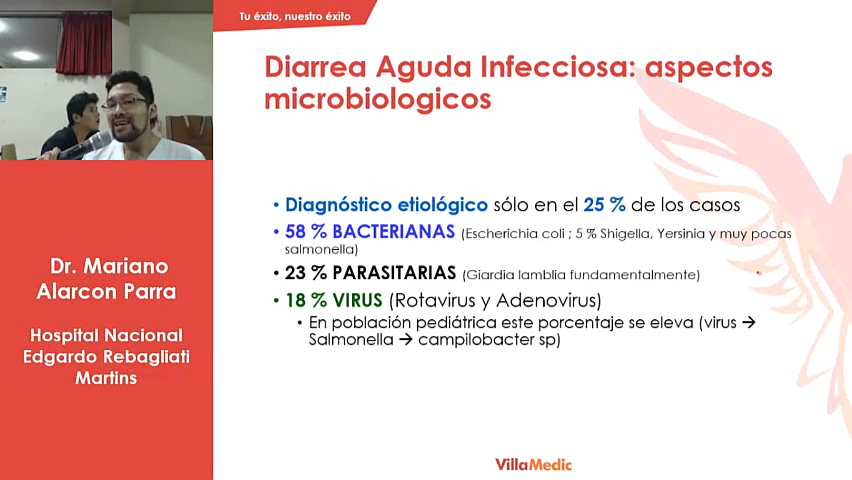 Tu éxito, nuestro éxito
Diarrea Aguda Infecciosa: aspectos
microbiologicos
• Diagnóstico etiológico sólo en el 25 % de los casos
• 58 % BACTERIANAS (Escherichia coli ; 5 % Shigella, Yersinia y muy pocas
salmonella)
• 23 % PARASITARIAS (Giardia lamblia fundamentalmente)
• 18 % VIRUS (Rotavirus y Adenovirus)
• En población pediátrica este porcentaje se eleva (virus →
Salmonella → campilobacter sp)
Dr. Mariano
Alarcon Parra
Hospital Nacional
Edgardo Rebagliati
Martins
VillaMedic